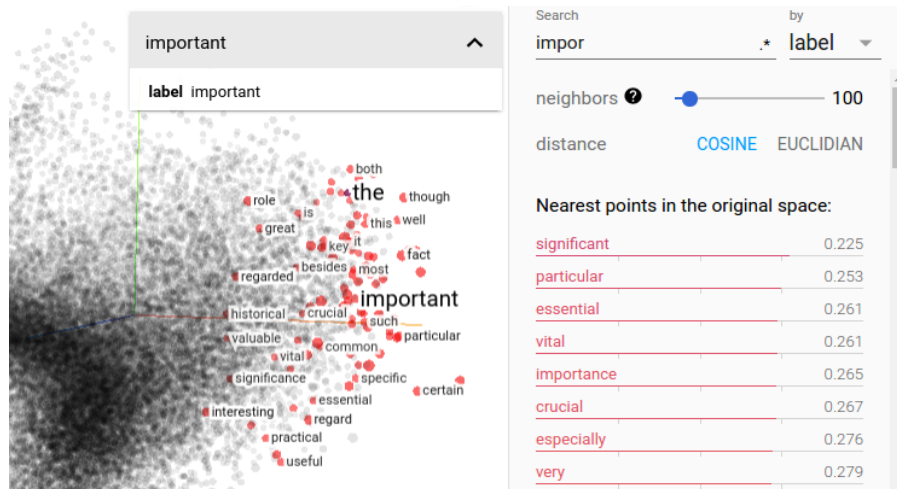 important
label important
both
the
though
role
is
this
well
great
key
it
fact
besides
most
regarded
important
historical
crucial
such
particular
valuable
common
vital
significance
specific
certain
essential
interesting
regard
practical
useful
Search
by
impor
.*
label
neighbors ?
100
distance
COSINE EUCLIDIAN
Nearest points in the original space:
significant 0.225
particular 0.253
essential 0.261
vital 0.261
importance 0.265
crucial 0.267
especially 0.276
very 0.279